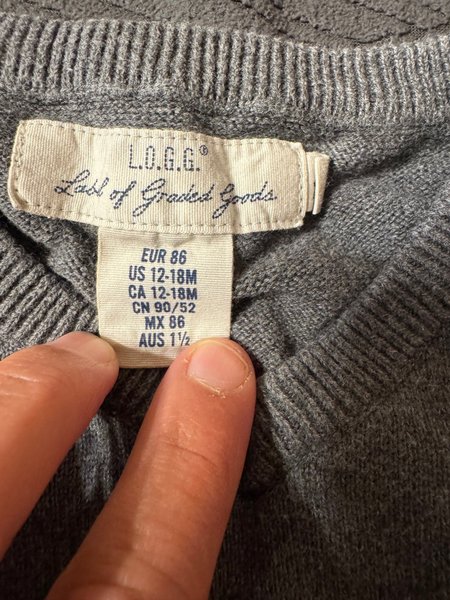 L.O.G.G.®
Label of Graded Goods
EUR 86
US 12-18M
CA 12-18M
CN 90/52
MX 86
AUS 1½